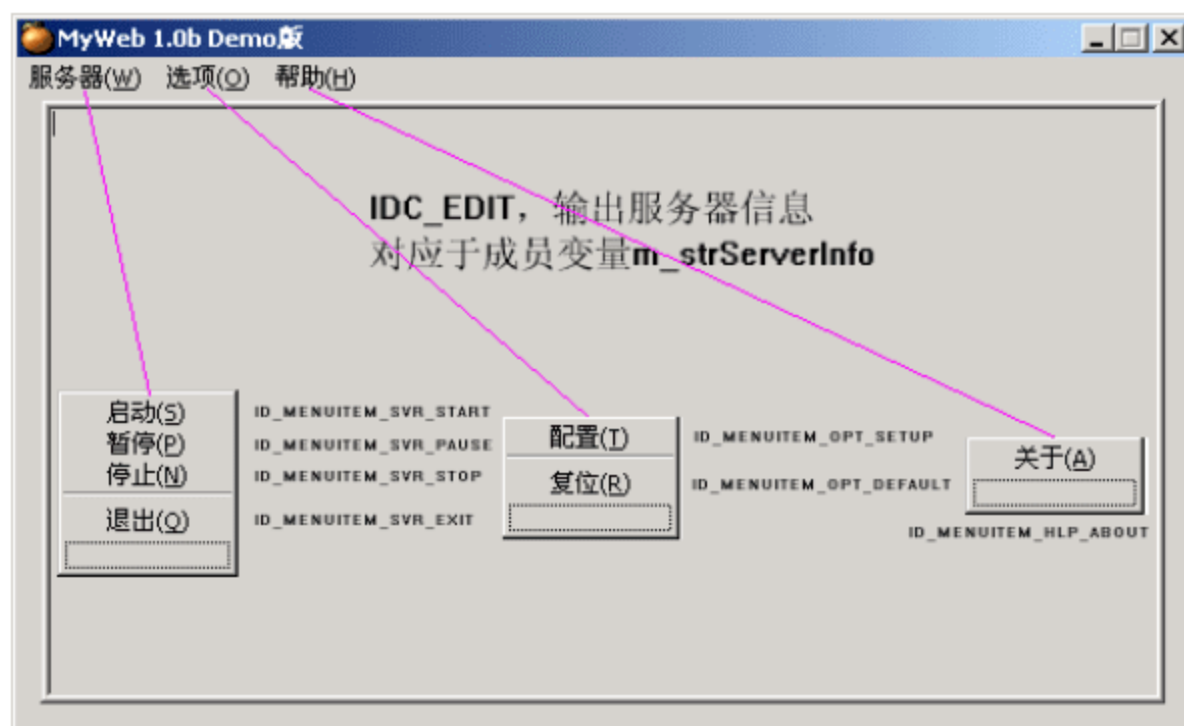 MyWeb 1.0b Demo版
服务器(W) 选项(O) 帮助(H)
IDC_EDIT，输出服务器信息
对应于成员变量m_strServerInfo
启动(S) ID_MENUITEM_SVR_START
暂停(P) ID_MENUITEM_SVR_PAUSE
停止(N) ID_MENUITEM_SVR_STOP
退出(Q) ID_MENUITEM_SVR_EXIT
配置(T) ID_MENUITEM_OPT_SETUP
复位(R) ID_MENUITEM_OPT_DEFAULT
关于(A)
ID_MENUITEM_HLP_ABOUT